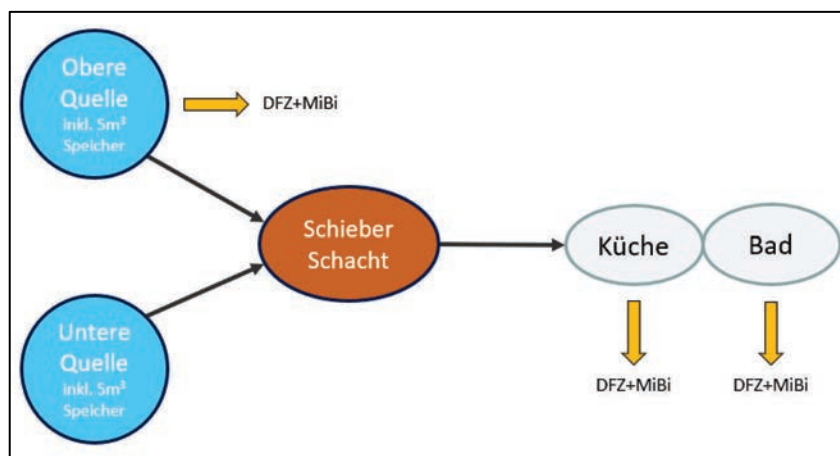 Obere
Quelle
inkl. 5m³
Speicher
DFZ+MiBi
Schieber
Schacht
Küche
Bad
Untere
Quelle
inkl. 5m³
Speicher
DFZ+MiBi
DFZ+MiBi